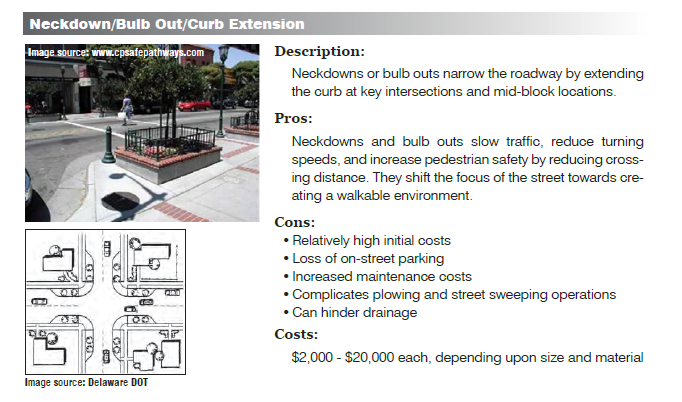 Neckdown/Bulb Out/Curb Extension
Image source: www.cpsafepathways.com
Description:
Neckdowns or bulb outs narrow the roadway by extending
the curb at key intersections and mid-block locations.
Pros:
Neckdowns and bulb outs slow traffic, reduce turning
speeds, and increase pedestrian safety by reducing cross-
ing distance. They shift the focus of the street towards cre-
ating a walkable environment.
Cons:
• Relatively high initial costs
• Loss of on-street parking
• Increased maintenance costs
• Complicates plowing and street sweeping operations
• Can hinder drainage
Costs:
$2,000 - $20,000 each, depending upon size and material
Image source: Delaware DOT